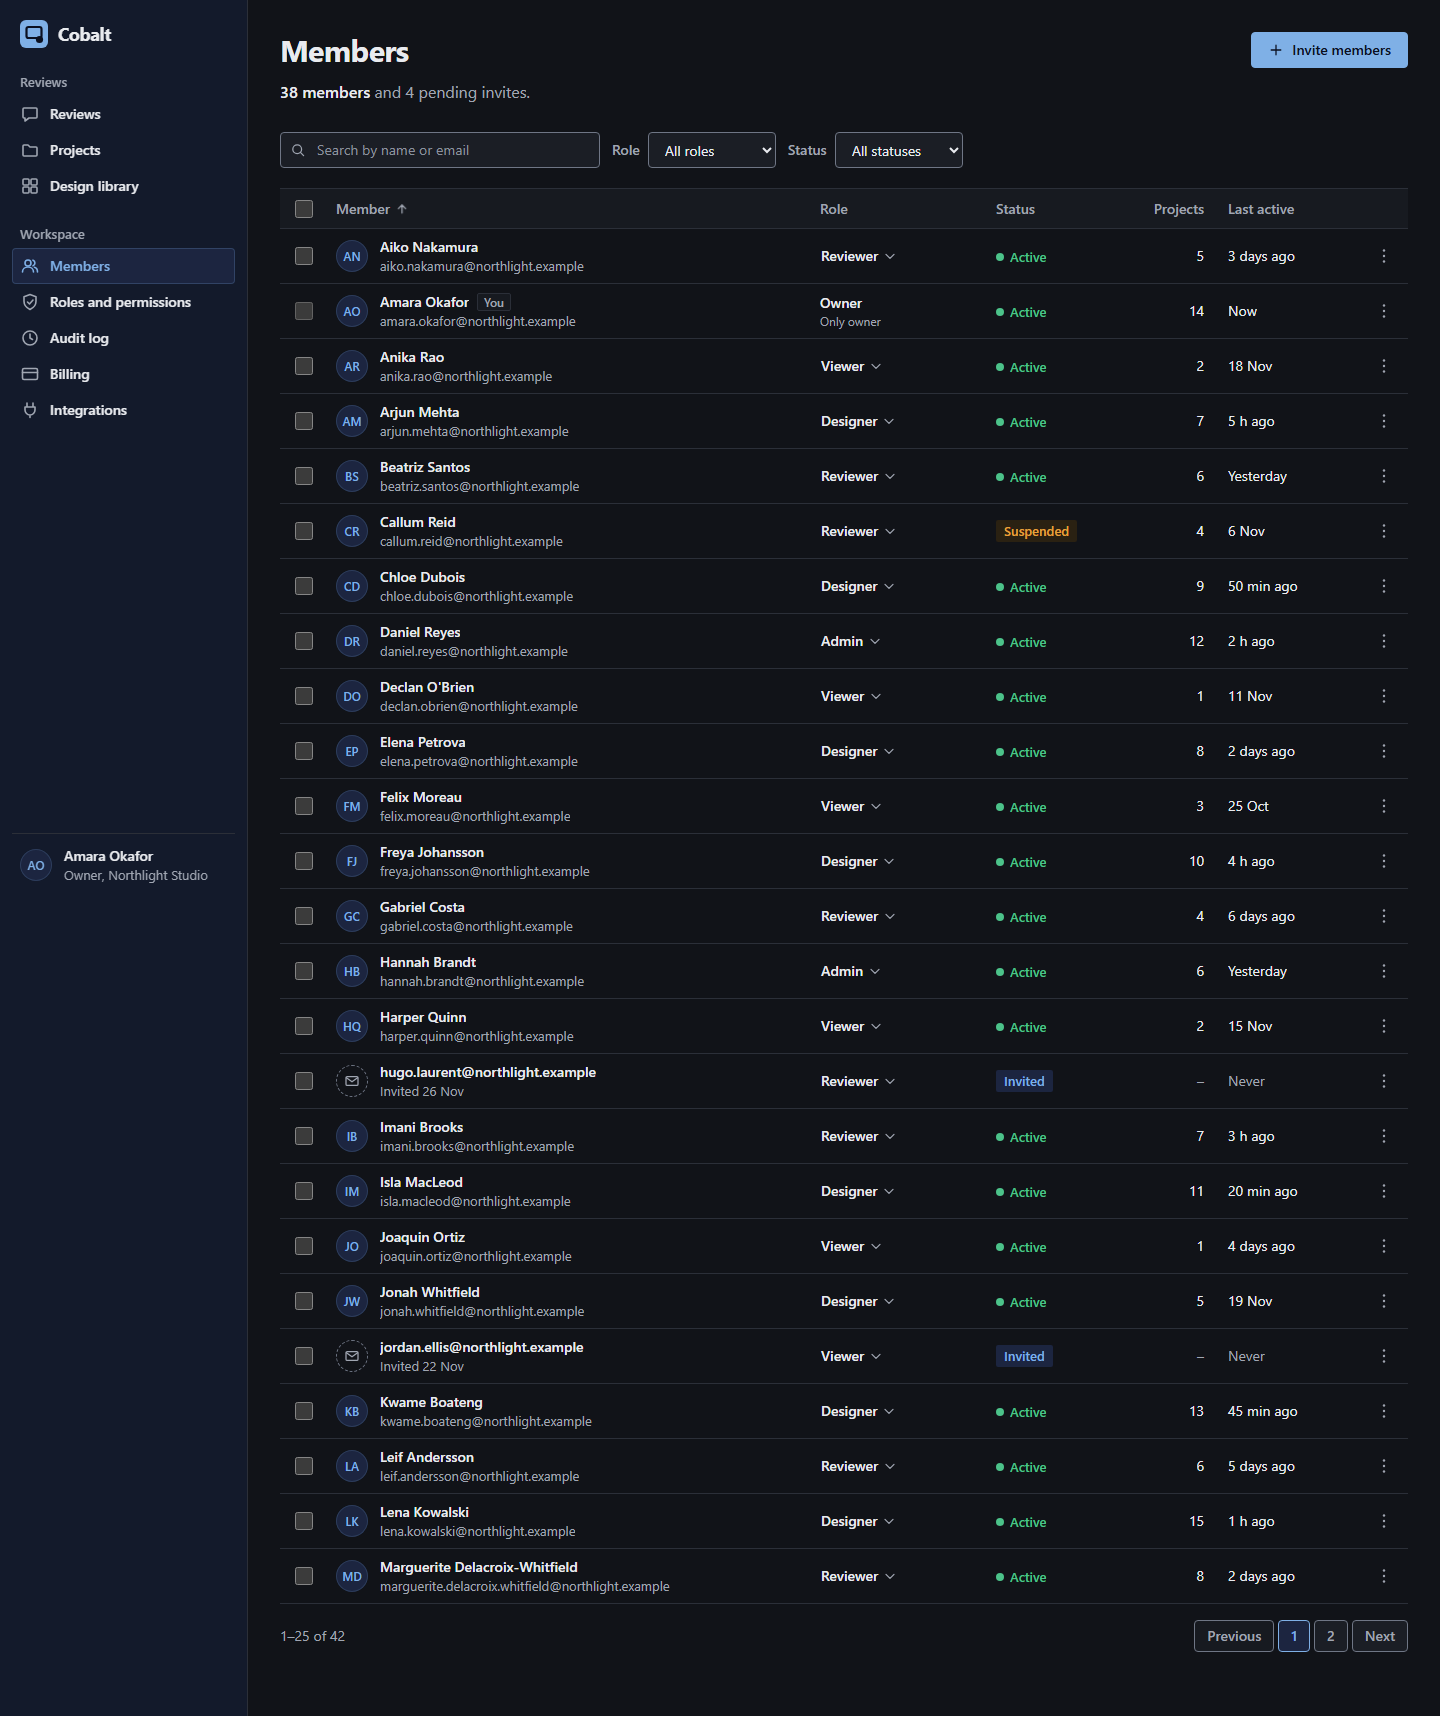 Cobalt
Reviews
Reviews
Projects
Design library
Workspace
Members
Roles and permissions
Audit log
Billing
Integrations
AO
Amara Okafor
Owner, Northlight Studio
Members
Invite members
38 members and 4 pending invites.
Search by name or email
Role
All roles
Status
All statuses
Member Role Status Projects Last active
AN Aiko Nakamura Reviewer Active 5 3 days ago
aiko.nakamura@northlight.example
AO Amara Okafor You Owner Active 14 Now
amara.okafor@northlight.example Only owner
AR Anika Rao Viewer Active 2 18 Nov
anika.rao@northlight.example
AM Arjun Mehta Designer Active 7 5 h ago
arjun.mehta@northlight.example
BS Beatriz Santos Reviewer Active 6 Yesterday
beatriz.santos@northlight.example
CR Callum Reid Reviewer Suspended 4 6 Nov
callum.reid@northlight.example
CD Chloe Dubois Designer Active 9 50 min ago
chloe.dubois@northlight.example
DR Daniel Reyes Admin Active 12 2 h ago
daniel.reyes@northlight.example
DO Declan O'Brien Viewer Active 1 11 Nov
declan.obrien@northlight.example
EP Elena Petrova Designer Active 8 2 days ago
elena.petrova@northlight.example
FM Felix Moreau Viewer Active 3 25 Oct
felix.moreau@northlight.example
FJ Freya Johansson Designer Active 10 4 h ago
freya.johansson@northlight.example
GC Gabriel Costa Reviewer Active 4 6 days ago
gabriel.costa@northlight.example
HB Hannah Brandt Admin Active 6 Yesterday
hannah.brandt@northlight.example
HQ Harper Quinn Viewer Active 2 15 Nov
harper.quinn@northlight.example
hugo.laurent@northlight.example Reviewer Invited – Never
Invited 26 Nov
IB Imani Brooks Reviewer Active 7 3 h ago
imani.brooks@northlight.example
IM Isla MacLeod Designer Active 11 20 min ago
isla.macleod@northlight.example
JO Joaquin Ortiz Viewer Active 1 4 days ago
joaquin.ortiz@northlight.example
JW Jonah Whitfield Designer Active 5 19 Nov
jonah.whitfield@northlight.example
jordan.ellis@northlight.example Viewer Invited – Never
Invited 22 Nov
KB Kwame Boateng Designer Active 13 45 min ago
kwame.boateng@northlight.example
LA Leif Andersson Reviewer Active 6 5 days ago
leif.andersson@northlight.example
LK Lena Kowalski Designer Active 15 1 h ago
lena.kowalski@northlight.example
MD Marguerite Delacroix-Whitfield Reviewer Active 8 2 days ago
marguerite.delacroix.whitfield@northlight.example
1–25 of 42
Previous 1 2 Next